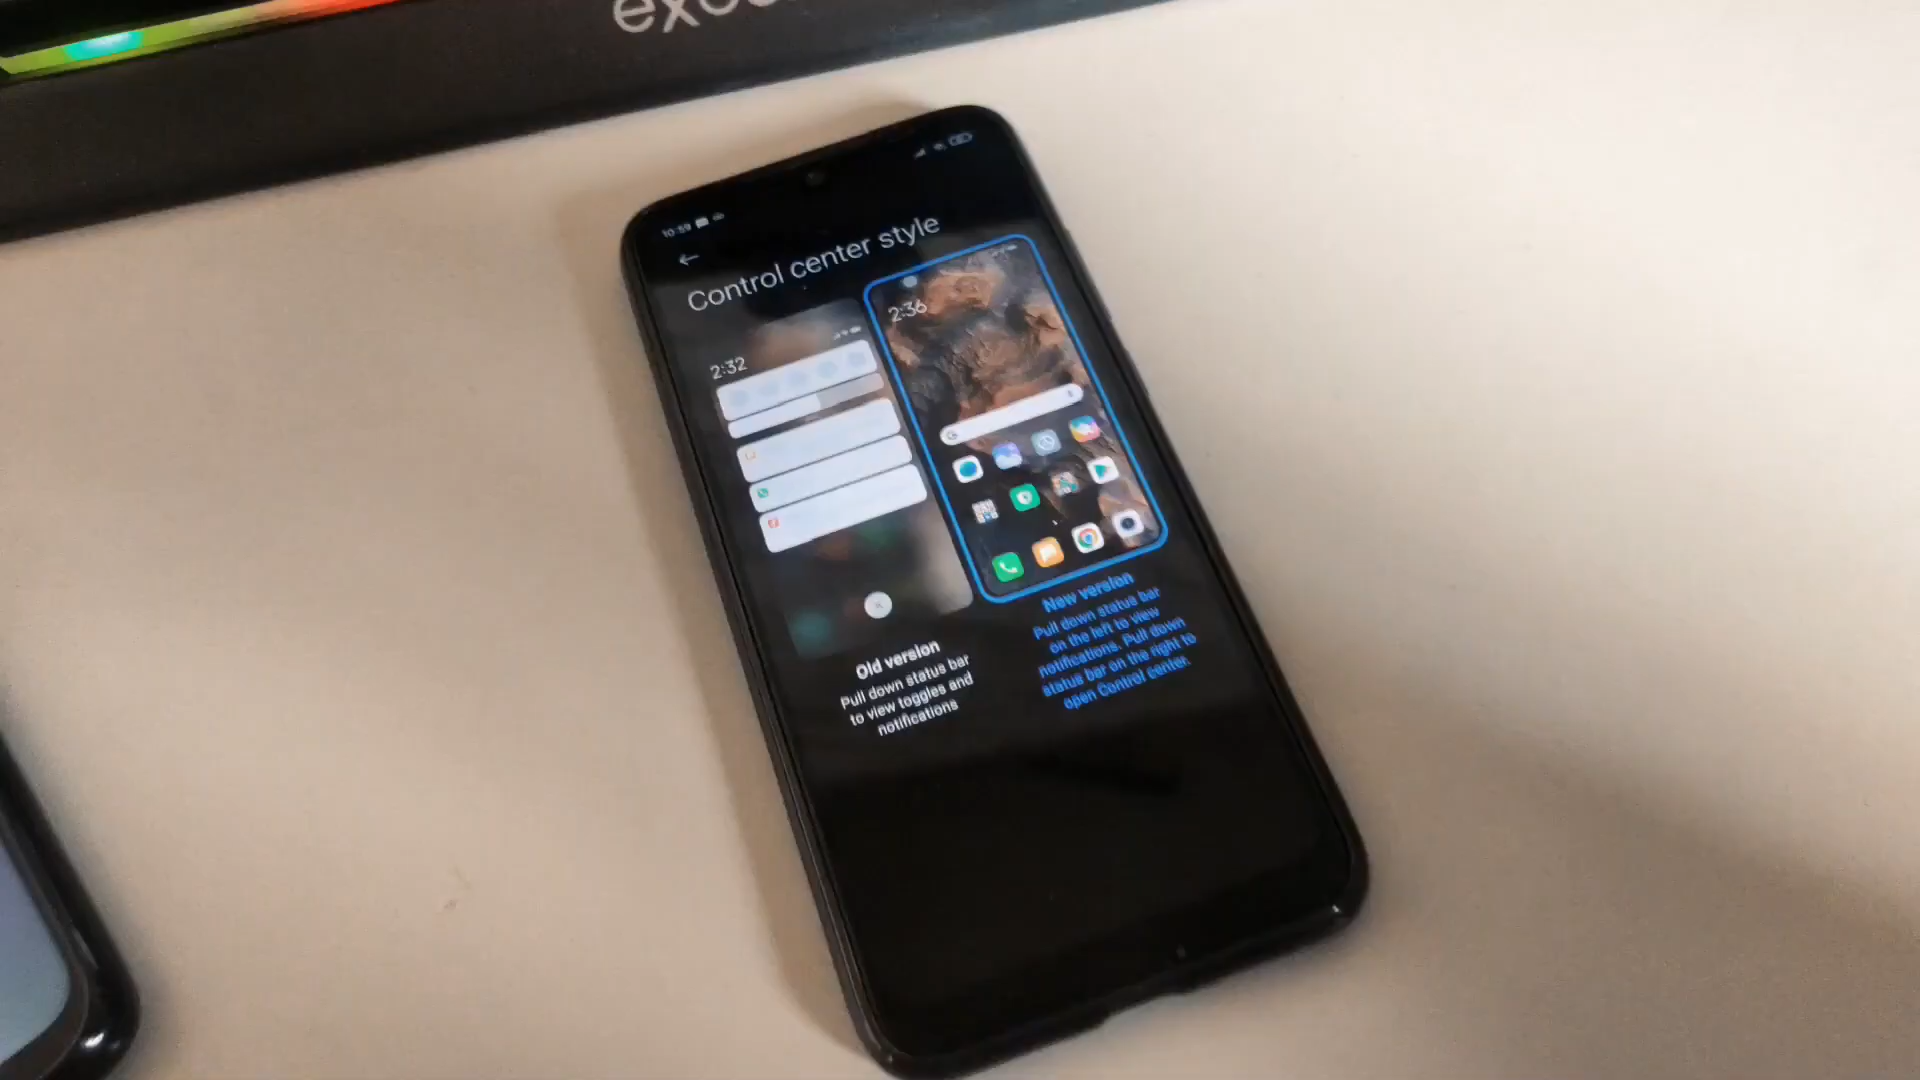 10:59
Control center style
2:32
2:36
Old version
Pull down status bar
to view toggles and
notifications
New version
Pull down status bar
on the left to view
notifications. Pull down
status bar on the right to
open Control center.